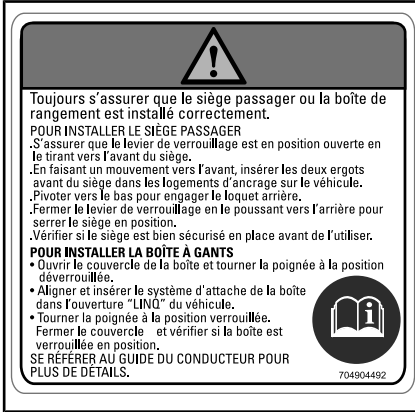 Toujours s'assurer que le siège passager ou la boîte de
rangement est installé correctement.
POUR INSTALLER LE SIÈGE PASSAGER
.S'assurer que le levier de verrouillage est en position ouverte en
le tirant vers l'avant du siège.
.En faisant un mouvement vers l'avant, insérer les deux ergots
avant du siège dans les logements d'ancrage sur le véhicule.
.Pivoter vers le bas pour engager le loquet arrière.
.Fermer le levier de verrouillage en le poussant vers l'arrière pour
serrer le siège en position.
.Vérifier si le siège est bien sécurisé en place avant de l'utiliser.
POUR INSTALLER LA BOÎTE À GANTS
• Ouvrir le couvercle de la boîte et tourner la poignée à la position
déverrouillée.
• Aligner et insérer le système d'attache de la boîte
dans l'ouverture "LINQ" du véhicule.
• Tourner la poignée à la position verrouillée.
Fermer le couvercle et vérifier si la boîte est
verrouillée en position.
SE RÉFÉRER AU GUIDE DU CONDUCTEUR POUR
PLUS DE DÉTAILS.
704904492